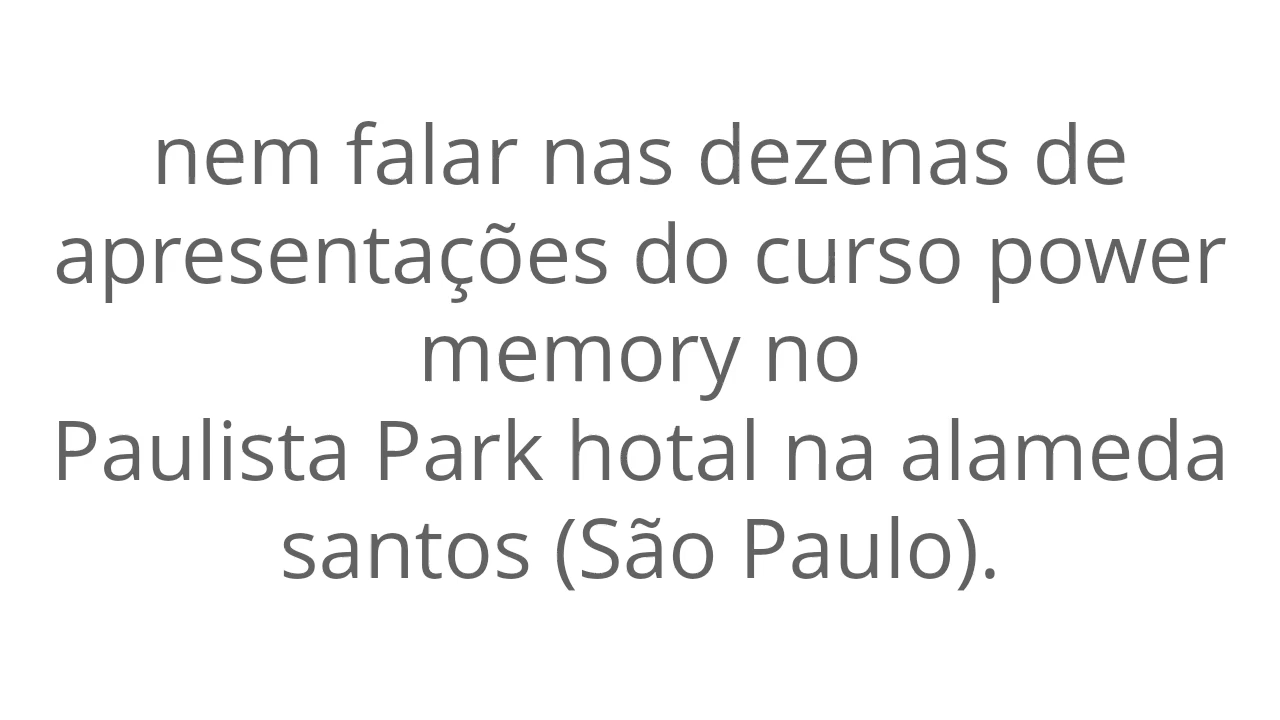 nem falar nas dezenas de
apresentações do curso power
memory no
Paulista Park hotal na alameda
santos (São Paulo).